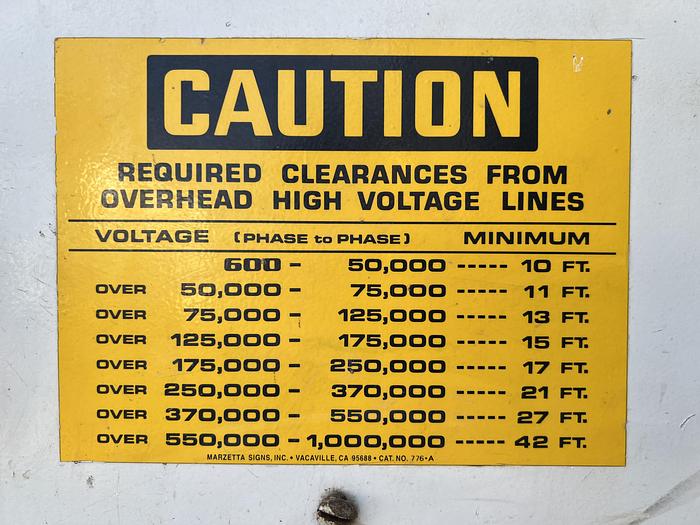 CAUTION
REQUIRED CLEARANCES FROM
OVERHEAD HIGH VOLTAGE LINES
VOLTAGE (PHASE to PHASE) MINIMUM
600 - 50,000 ----- 10 FT.
OVER 50,000 - 75,000 ----- 11 FT.
OVER 75,000 - 125,000 ----- 13 FT.
OVER 125,000 - 175,000 ----- 15 FT.
OVER 175,000 - 250,000 ----- 17 FT.
OVER 250,000 - 370,000 ----- 21 FT.
OVER 370,000 - 550,000 ----- 27 FT.
OVER 550,000 - 1,000,000 ----- 42 FT.
MARZETTA SIGNS, INC. • VACAVILLE, CA 95688 • CAT. NO. 776-A